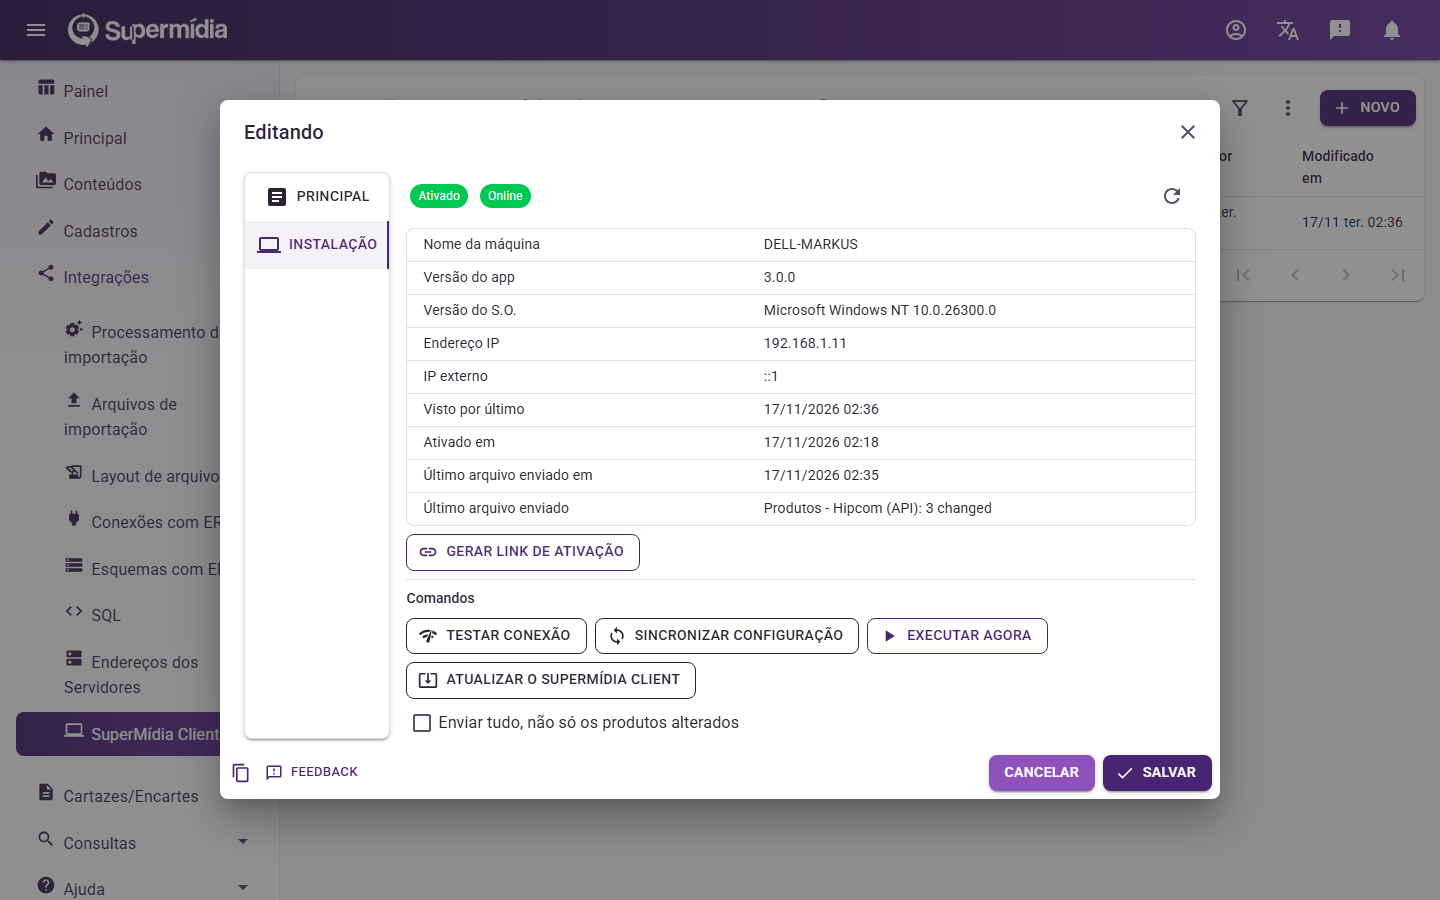 Supermídia
Painel
Principal
Conteúdos
Cadastros
Integrações
Processamento d
importação
Arquivos de
importação
Layout de arquivo
Conexões com ER
Esquemas com E
SQL
Endereços dos
Servidores
SuperMídia Client
Cartazes/Encartes
Consultas
Ajuda
NOVO
or
Modificado
em
ter.
17/11 ter. 02:36
Editando
PRINCIPAL
INSTALAÇÃO
Ativado
Online
Nome da máquina DELL-MARKUS
Versão do app 3.0.0
Versão do S.O. Microsoft Windows NT 10.0.26300.0
Endereço IP 192.168.1.11
IP externo ::1
Visto por último 17/11/2026 02:36
Ativado em 17/11/2026 02:18
Último arquivo enviado em 17/11/2026 02:35
Último arquivo enviado Produtos - Hipcom (API): 3 changed
GERAR LINK DE ATIVAÇÃO
Comandos
TESTAR CONEXÃO
SINCRONIZAR CONFIGURAÇÃO
EXECUTAR AGORA
ATUALIZAR O SUPERMÍDIA CLIENT
Enviar tudo, não só os produtos alterados
FEEDBACK
CANCELAR
SALVAR